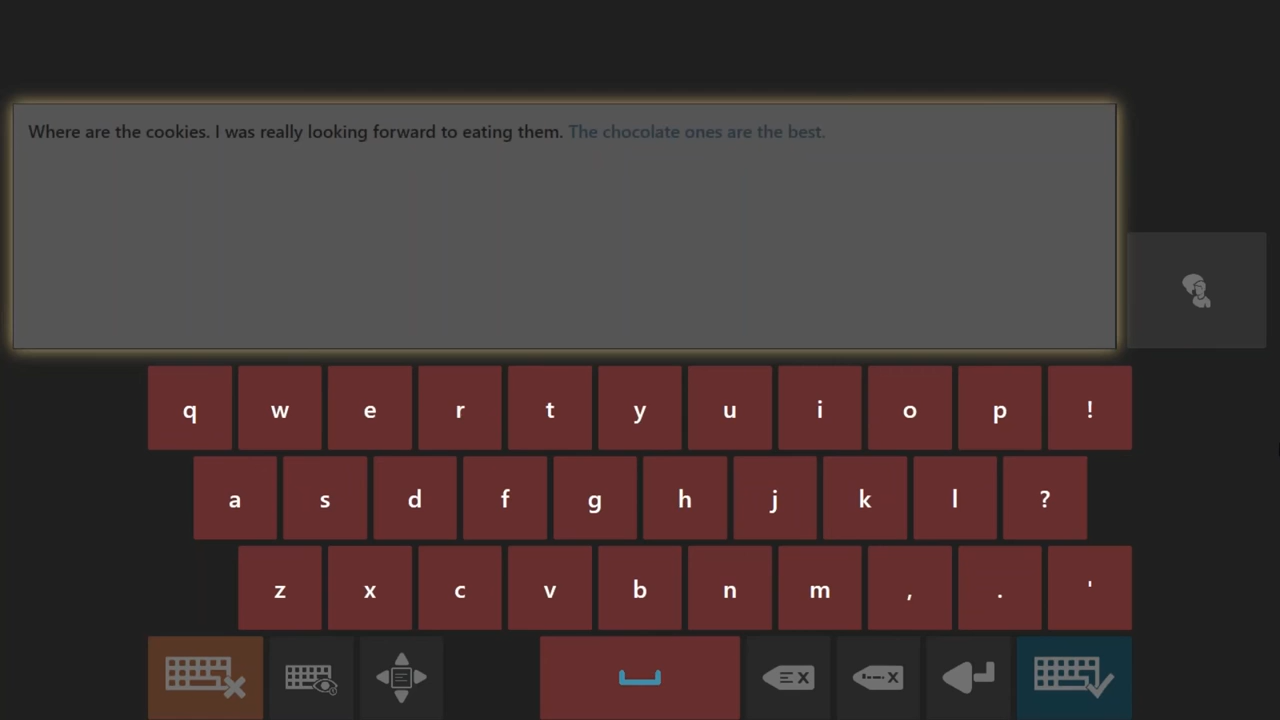 Where are the cookies. I was really looking forward to eating them. The chocolate ones are the best.
q w e r t y u i o p !
a s d f g h j k l ?
z x c v b n m , . '